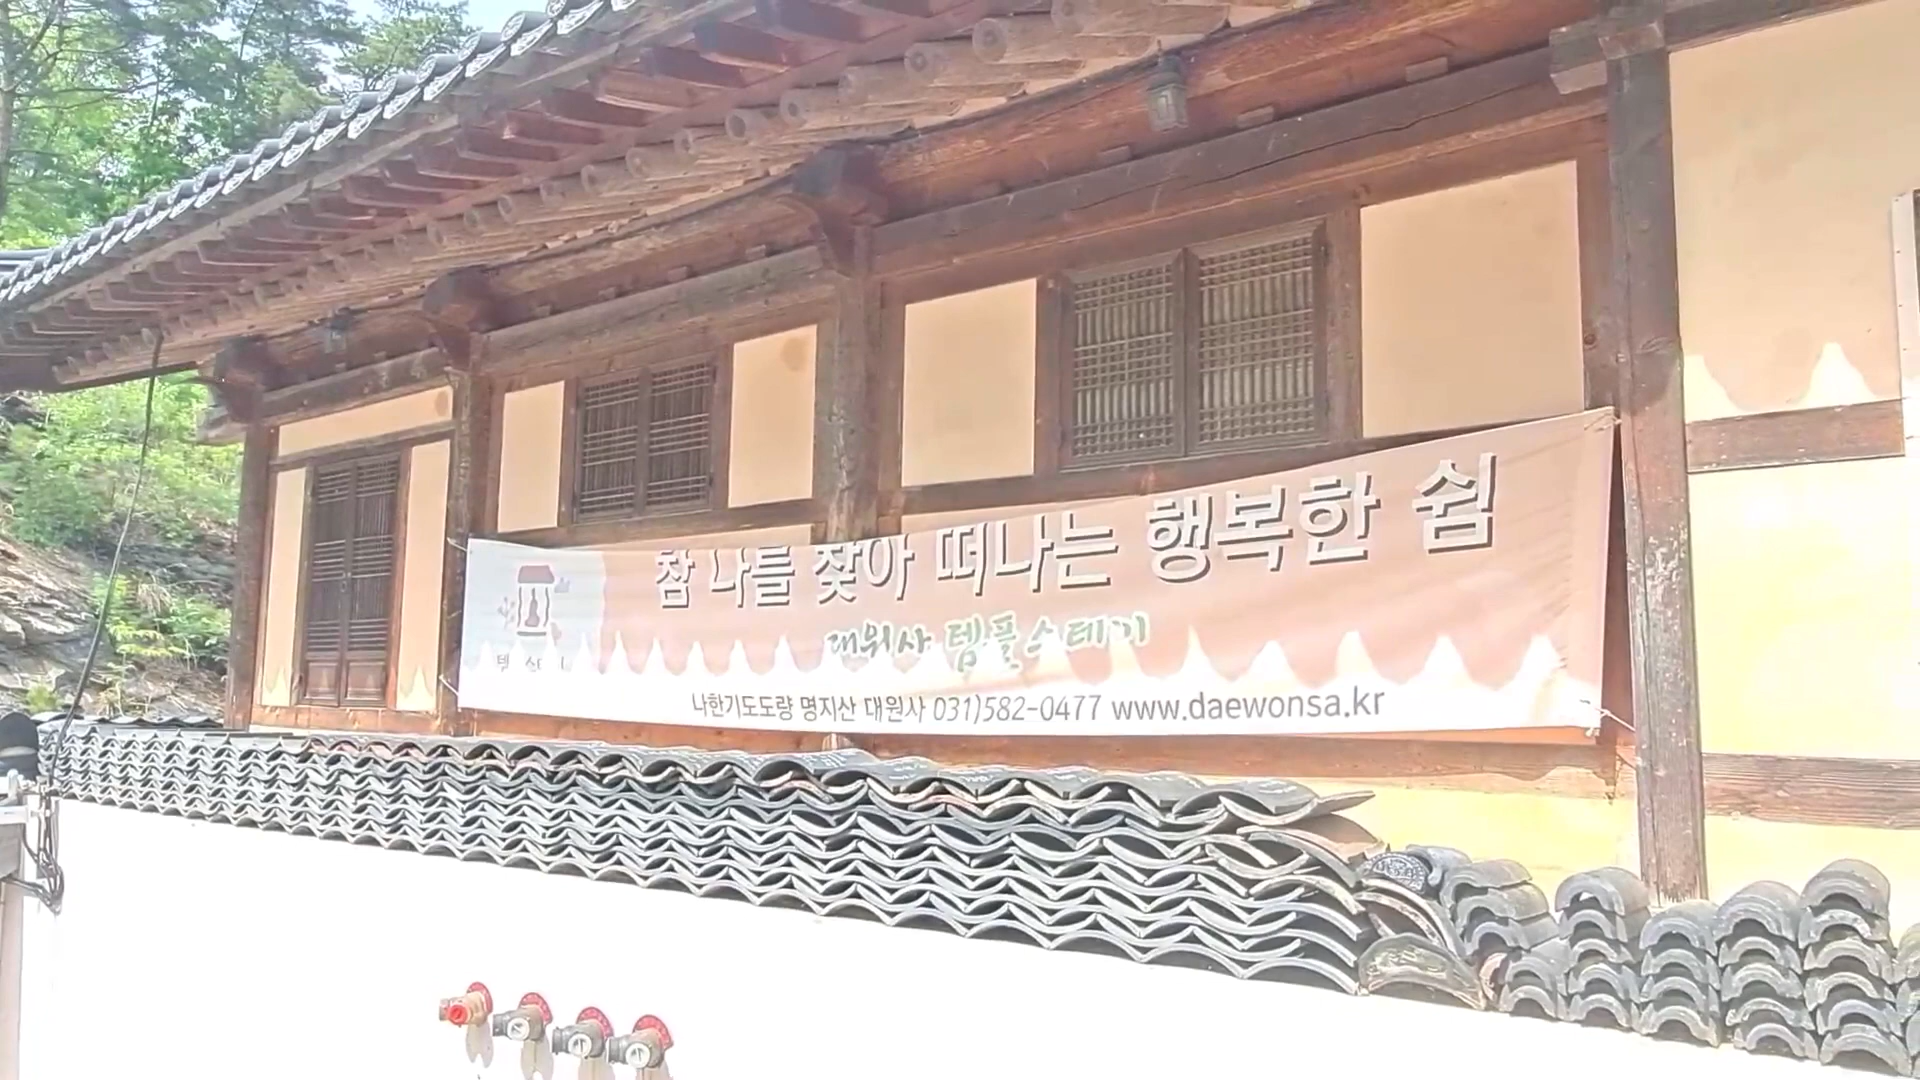 참 나를 찾아 떠나는 행복한 쉼
대원사 템플스테이
나한기도도량 명지산 대원사 031)582-0477 www.daewonsa.kr